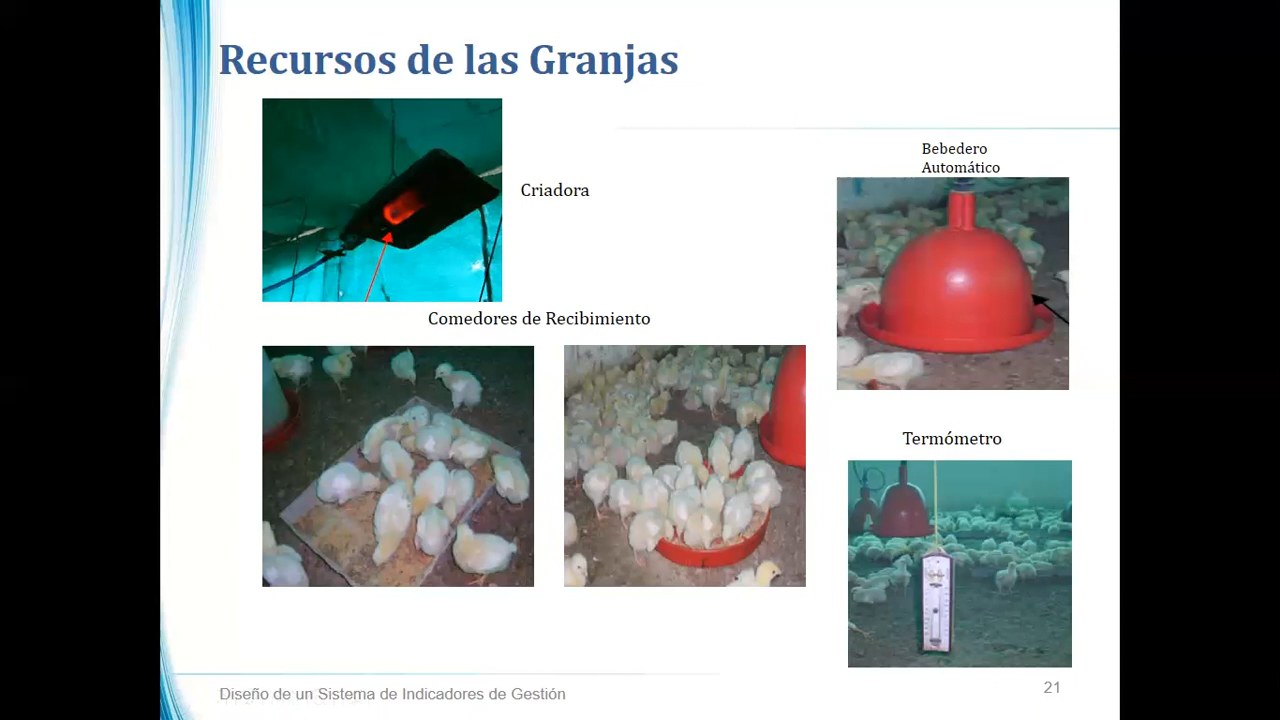 Recursos de las Granjas
Criadora
Bebedero
Automático
Comedores de Recibimiento
Termómetro
Diseño de un Sistema de Indicadores de Gestión
21